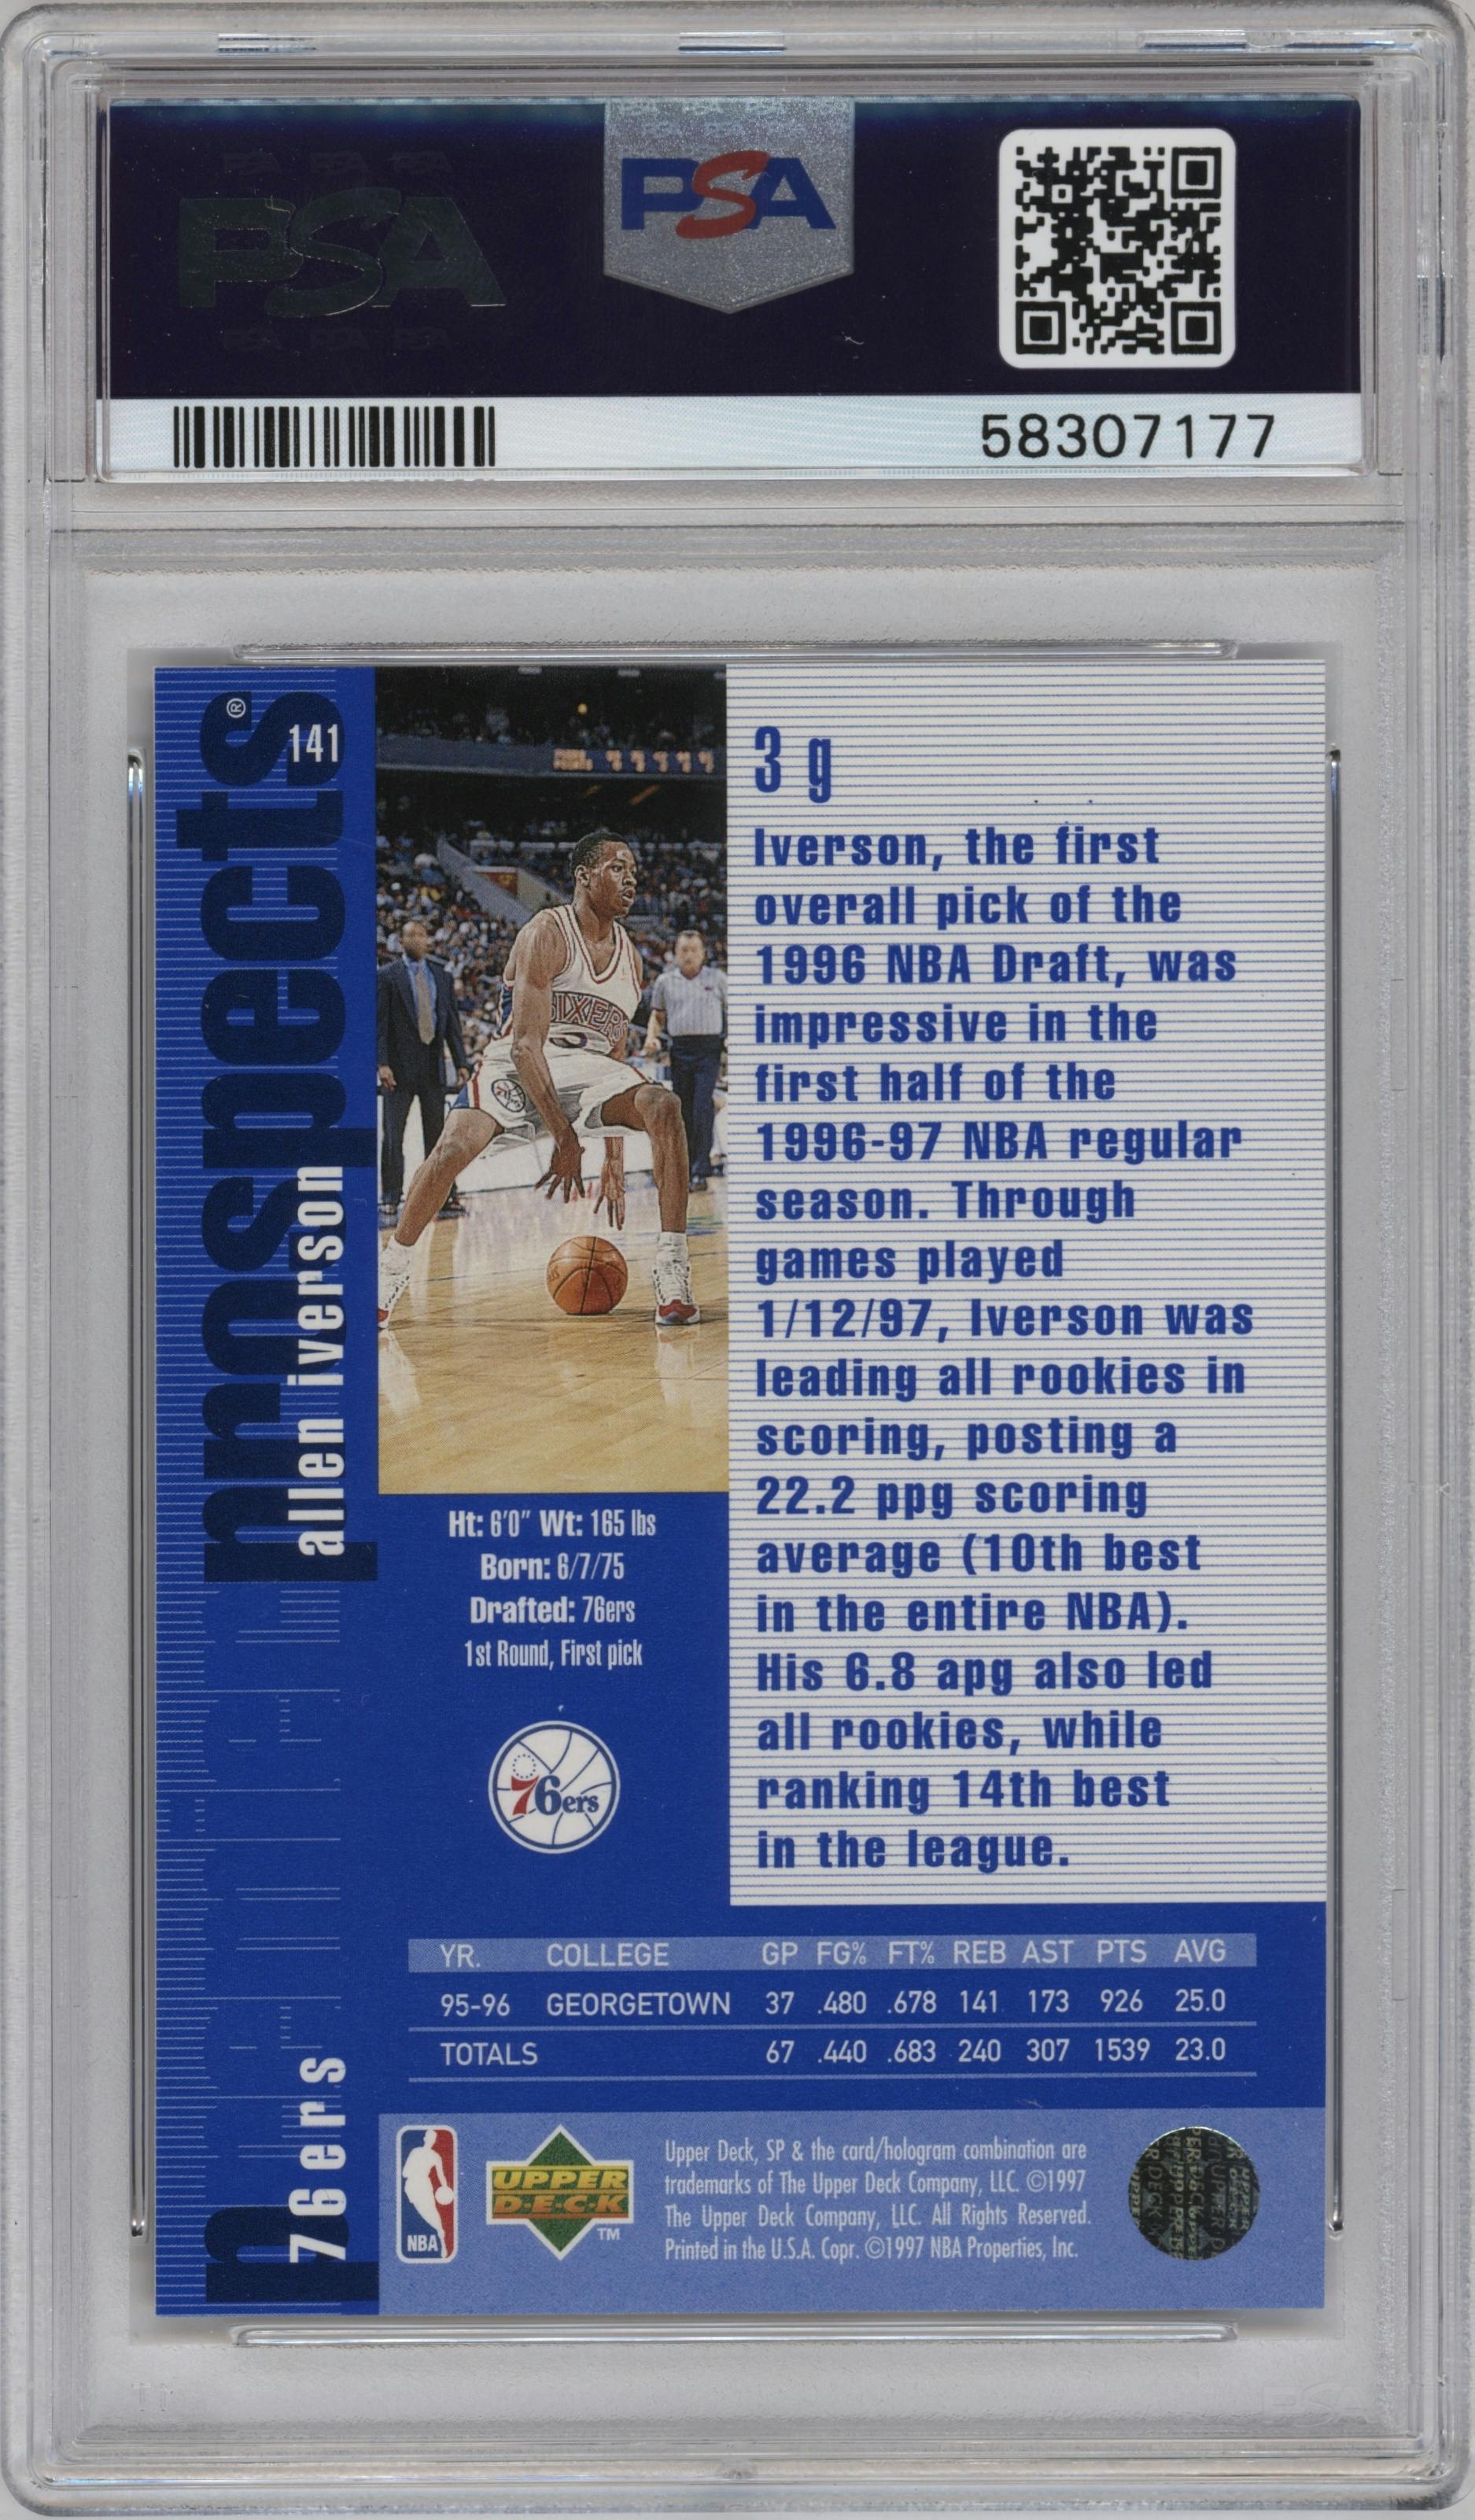 PSA
PSA
58307177
prospects®
141
allen iverson
76ers
SIXERS
3 g
Iverson, the first
overall pick of the
1996 NBA Draft, was
impressive in the
first half of the
1996-97 NBA regular
season. Through
games played
1/12/97, Iverson was
leading all rookies in
scoring, posting a
22.2 ppg scoring
average (10th best
in the entire NBA).
His 6.8 apg also led
all rookies, while
ranking 14th best
in the league.
Ht: 6'0" Wt: 165 lbs
Born: 6/7/75
Drafted: 76ers
1st Round, First pick
76ers
YR. COLLEGE GP FG% FT% REB AST PTS AVG
95-96 GEORGETOWN 37 .480 .678 141 173 926 25.0
TOTALS 67 .440 .683 240 307 1539 23.0
NBA
UPPER
DECK
TM
Upper Deck, SP & the card/hologram combination are
trademarks of The Upper Deck Company, LLC. ©1997
The Upper Deck Company, LLC. All Rights Reserved.
Printed in the U.S.A. Copr. ©1997 NBA Properties, Inc.